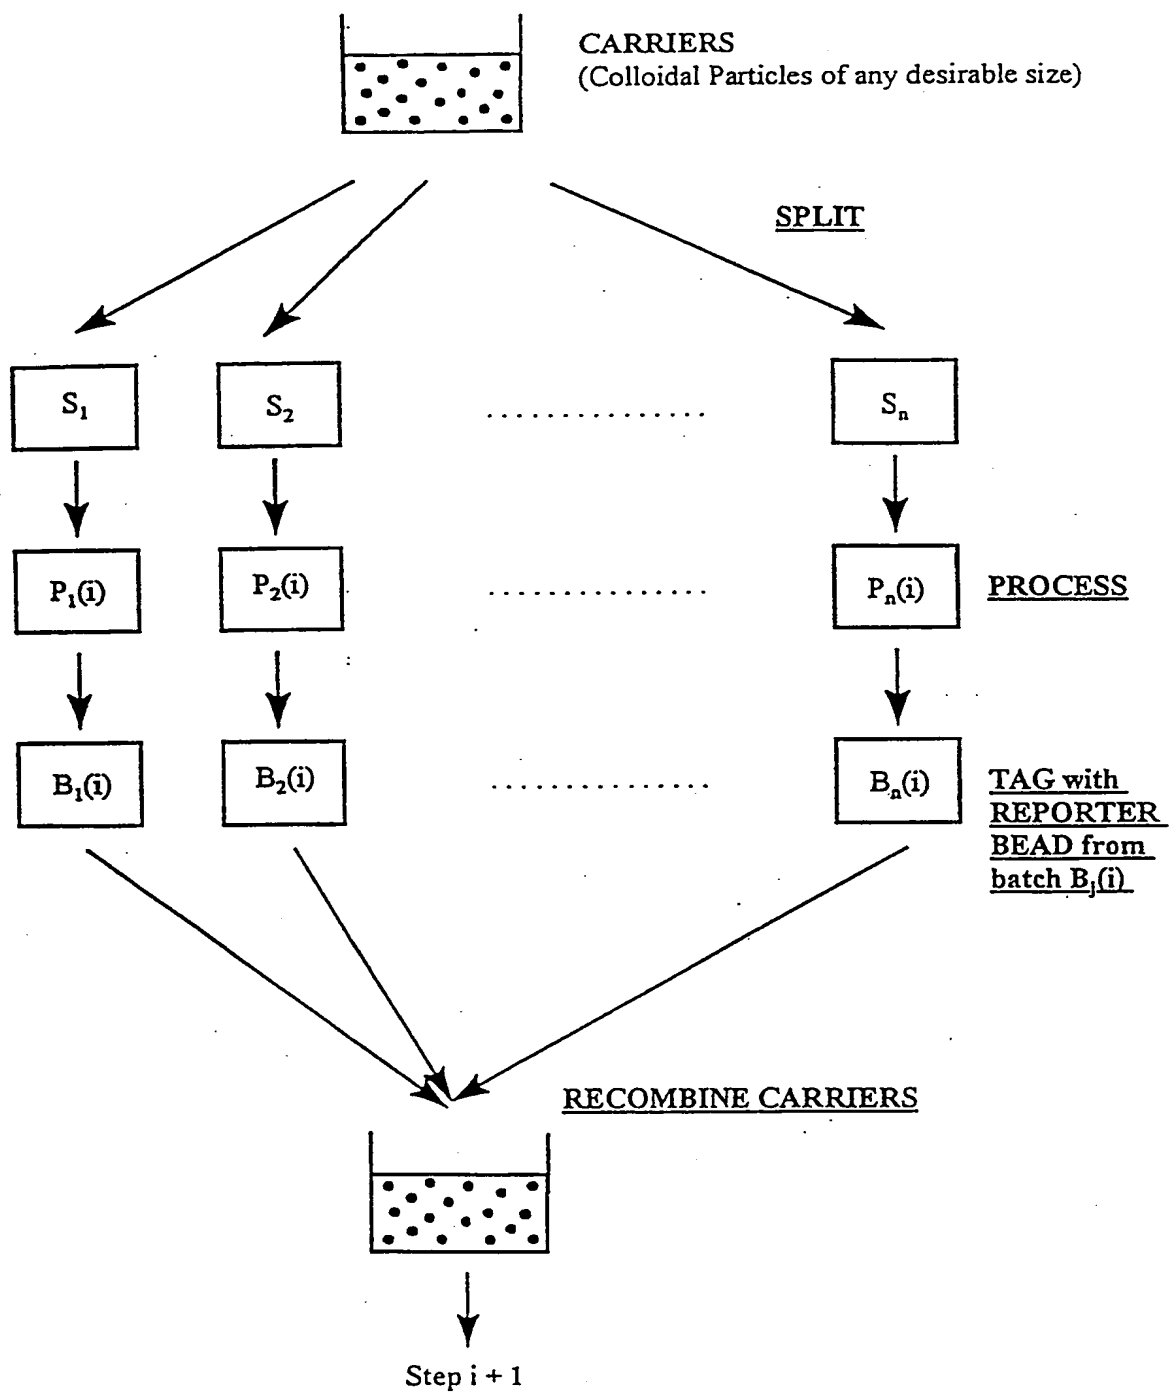 CARRIERS
(Colloidal Particles of any desirable size)
SPLIT
S₁ S₂ Sₙ
P₁(i) P₂(i) Pₙ(i) PROCESS
B₁(i) B₂(i) Bₙ(i)
TAG with
REPORTER
BEAD from
batch Bⱼ(i)
RECOMBINE CARRIERS
Step i + 1